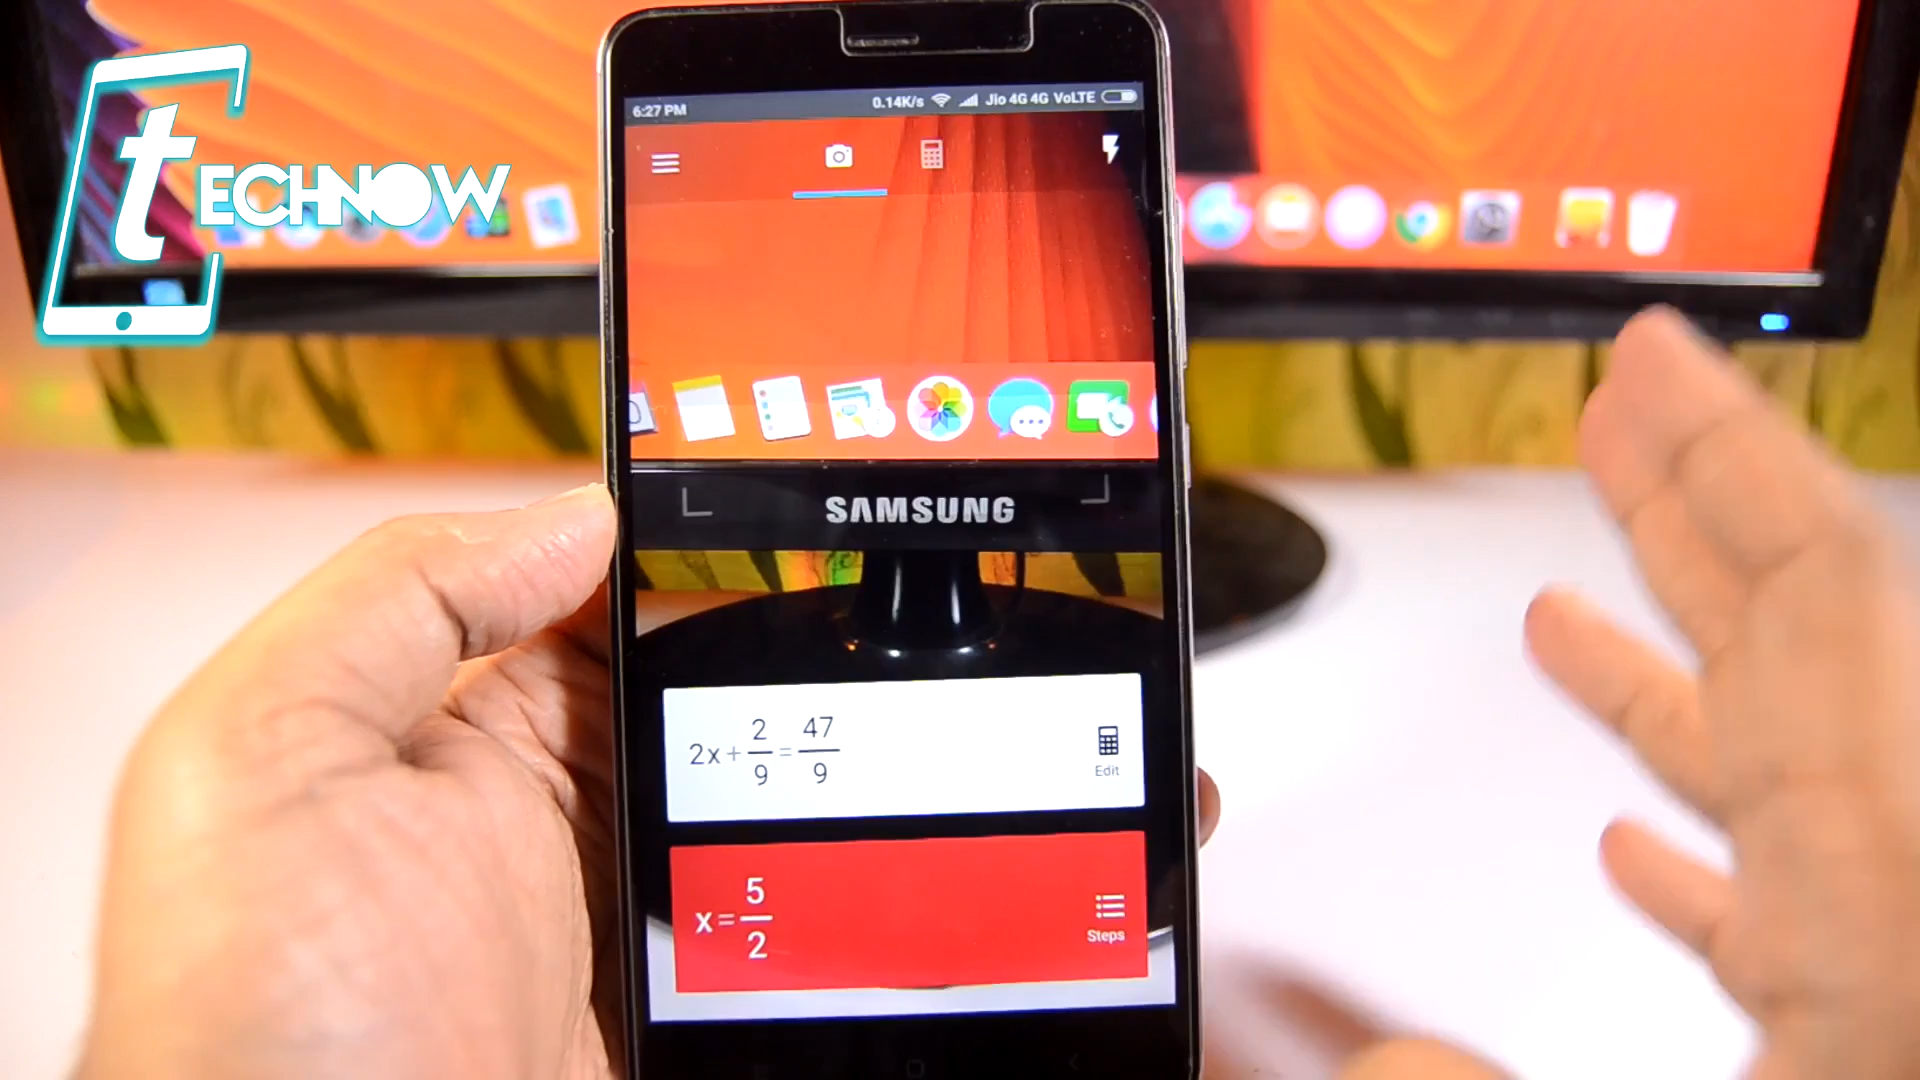 tECHNOW
6:27 PM
0.14K/s Jio 4G 4G VoLTE
SAMSUNG
2x+2/9=47/9
Edit
x=5/2
Steps